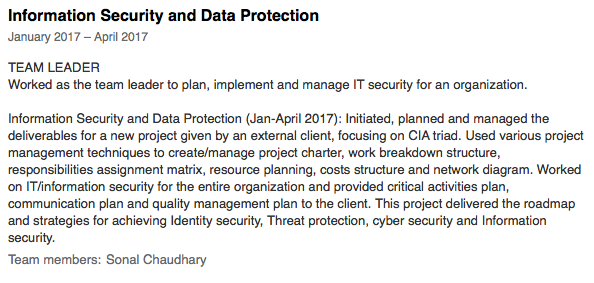 Information Security and Data Protection
January 2017 – April 2017
TEAM LEADER
Worked as the team leader to plan, implement and manage IT security for an organization.
Information Security and Data Protection (Jan-April 2017): Initiated, planned and managed the
deliverables for a new project given by an external client, focusing on CIA triad. Used various project
management techniques to create/manage project charter, work breakdown structure,
responsibilities assignment matrix, resource planning, costs structure and network diagram. Worked
on IT/information security for the entire organization and provided critical activities plan,
communication plan and quality management plan to the client. This project delivered the roadmap
and strategies for achieving Identity security, Threat protection, cyber security and Information
security.
Team members: Sonal Chaudhary